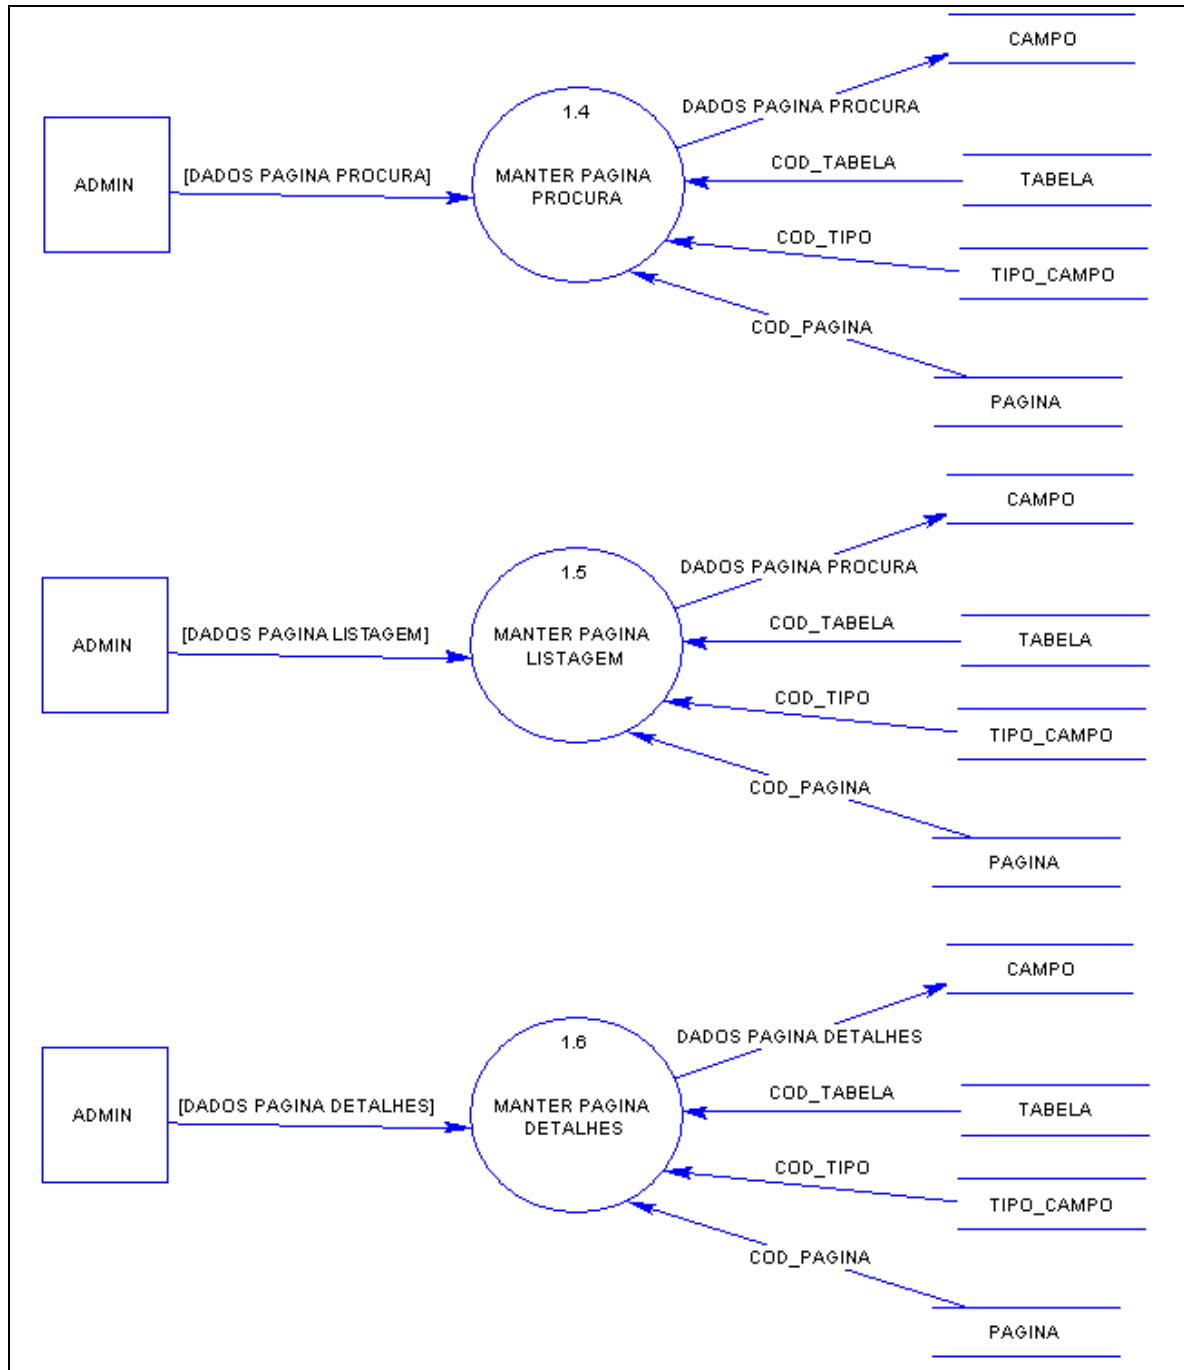 CAMPO
DADOS PAGINA PROCURA
1.4
ADMIN
[DADOS PAGINA PROCURA]
MANTER PAGINA
PROCURA
COD_TABELA
TABELA
COD_TIPO
TIPO_CAMPO
COD_PAGINA
PAGINA
CAMPO
DADOS PAGINA PROCURA
1.5
ADMIN
[DADOS PAGINA LISTAGEM]
MANTER PAGINA
LISTAGEM
COD_TABELA
TABELA
COD_TIPO
TIPO_CAMPO
COD_PAGINA
PAGINA
CAMPO
DADOS PAGINA DETALHES
1.6
ADMIN
[DADOS PAGINA DETALHES]
MANTER PAGINA
DETALHES
COD_TABELA
TABELA
COD_TIPO
TIPO_CAMPO
COD_PAGINA
PAGINA